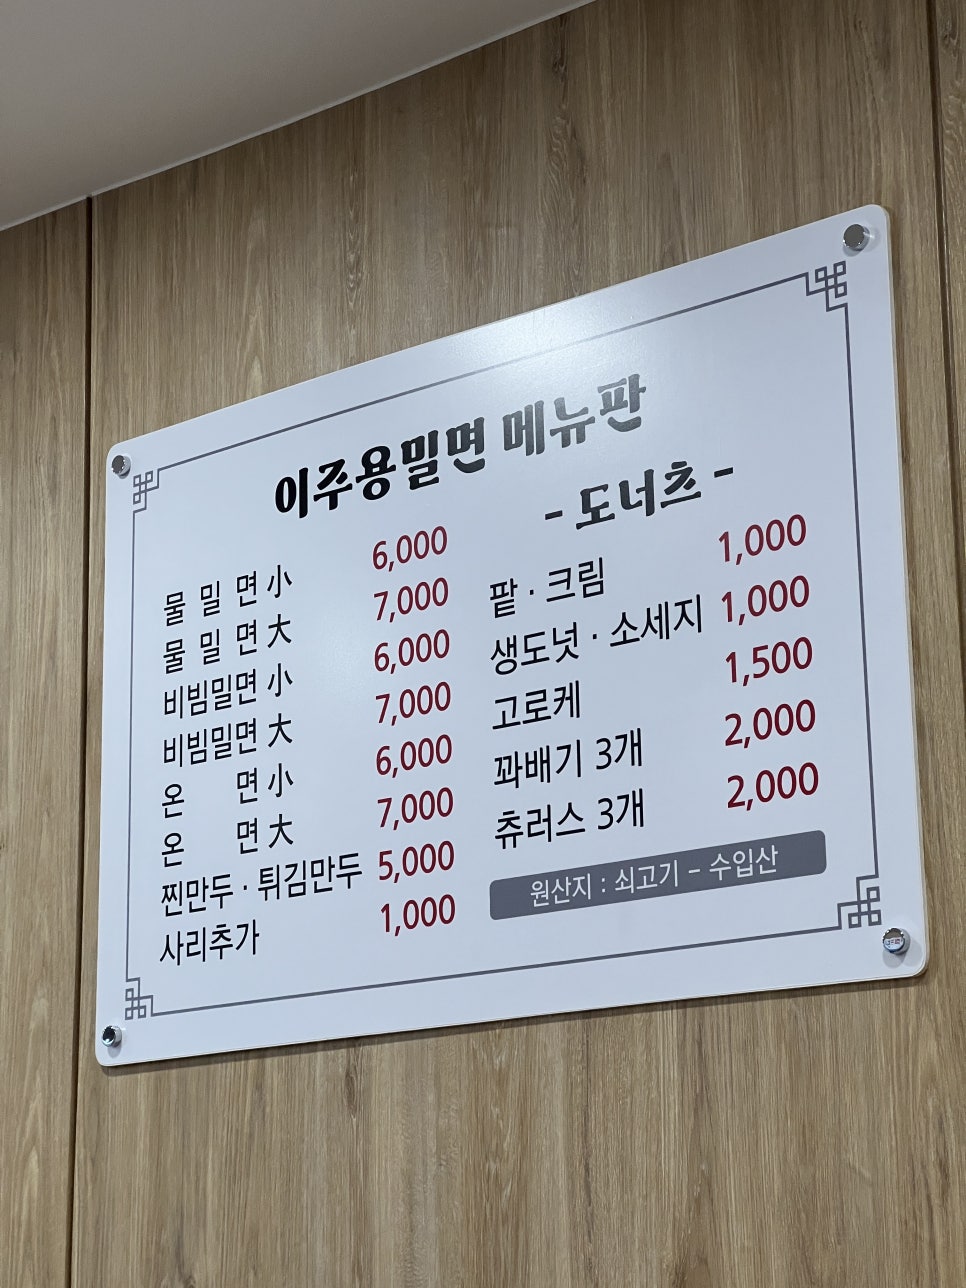 이주용밀면 메뉴판
물 밀 면 小 6,000
물 밀 면 大 7,000
비빔밀면 小 6,000
비빔밀면 大 7,000
온 면 小 6,000
온 면 大 7,000
찐만두 · 튀김만두 5,000
사리추가 1,000
- 도너츠 -
팥 · 크림 1,000
생도넛 · 소세지 1,000
고로케 1,500
꽈배기 3개 2,000
츄러스 3개 2,000
원산지 : 쇠고기 - 수입산